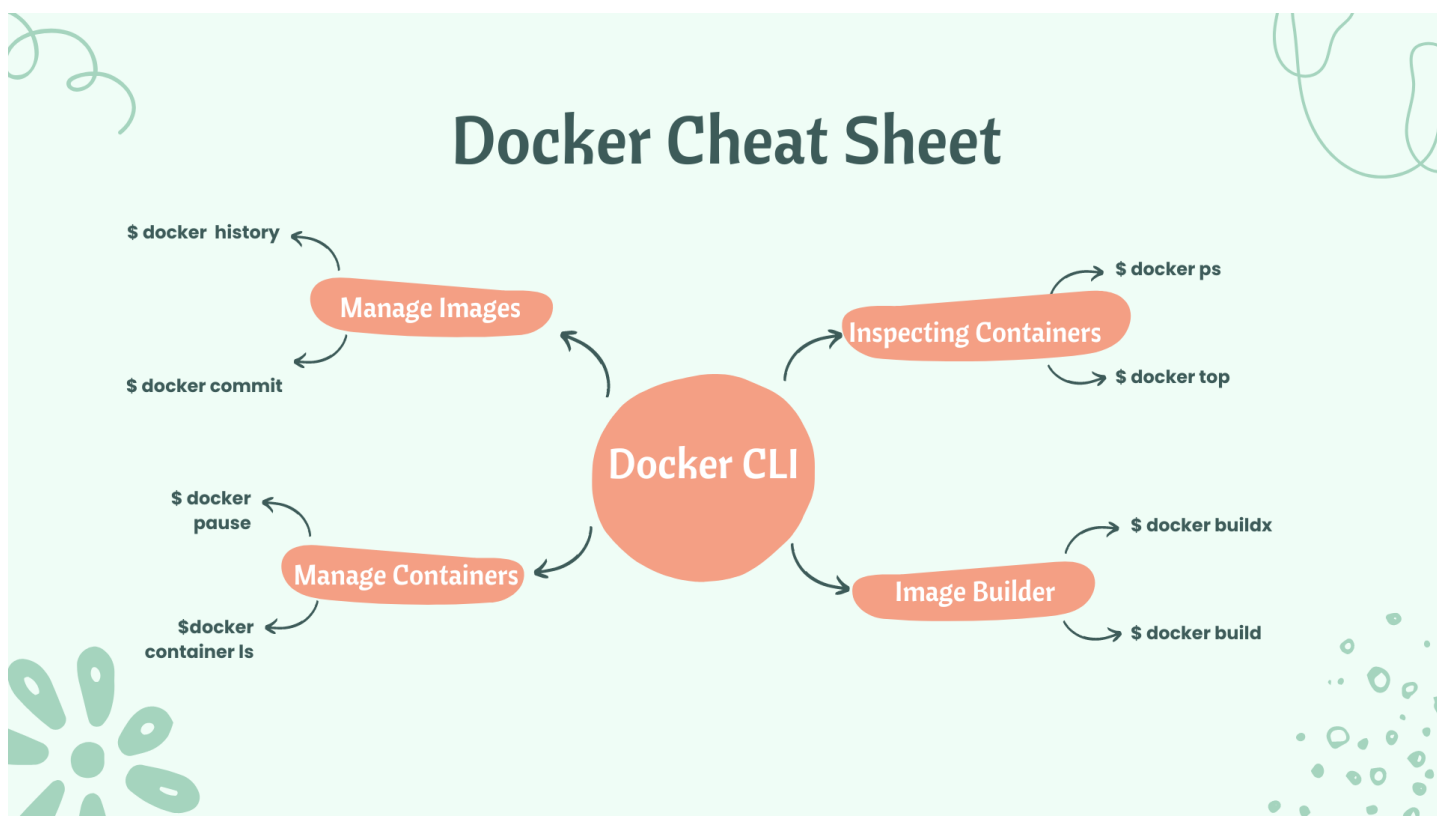 Docker Cheat Sheet
$ docker  history
Manage Images
$ docker commit
$ docker ps
Inspecting Containers
$ docker top
Docker CLI
$ docker
pause
Manage Containers
$docker
container ls
$ docker buildx
Image Builder
$ docker build